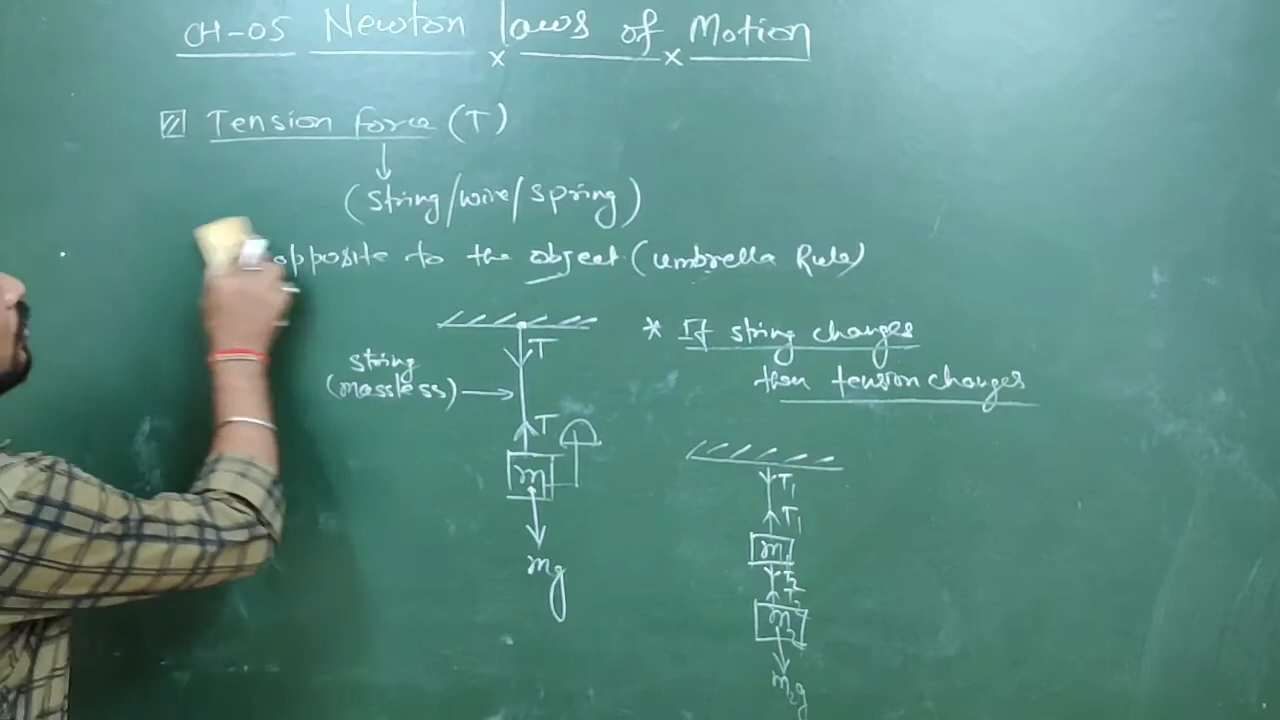 CH-05 Newton laws of Motion
Tension force (T)
(string/wire/spring)
opposite to the object (umbrella Rule)
string
(massless)
T
T
m
mg
* If string changes
then tension changes
T1
T1
m1
T2
T2
m2
m2g